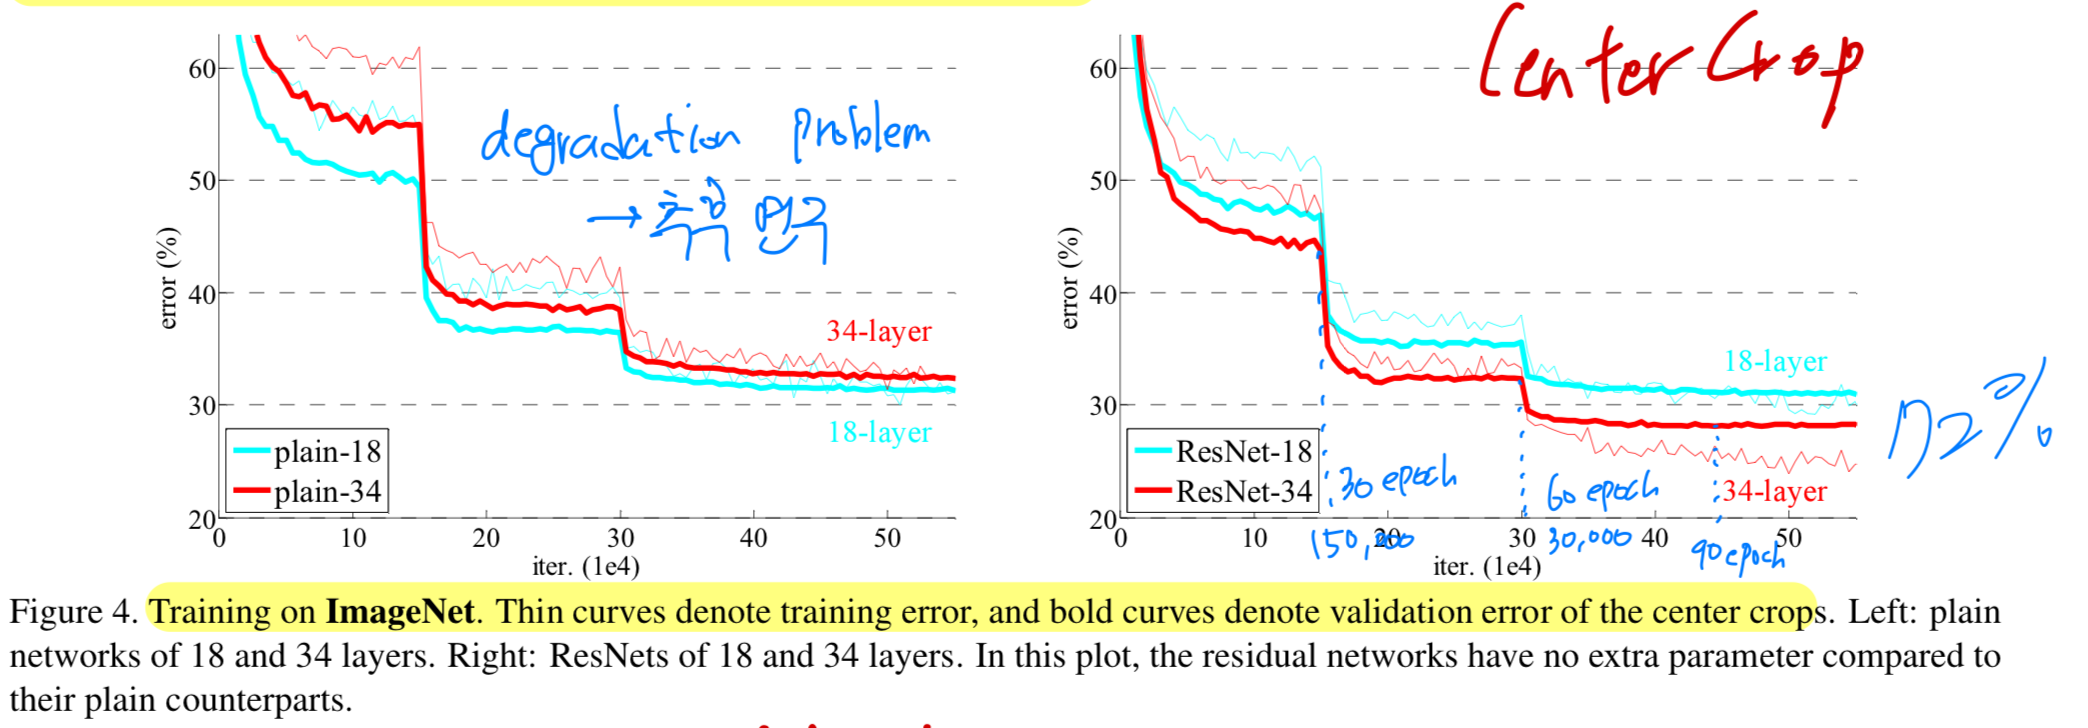 Center Crop
60
50
40
30
20
error (%)
degradation problem
→ 추후 연구
34-layer
18-layer
plain-18
plain-34
0 10 20 30 40 50
iter. (1e4)
60
50
40
30
20
error (%)
18-layer
34-layer
72%
ResNet-18
ResNet-34
30 epoch
60 epoch
0 10 20 30 40 50
150,000
30,000
90 epoch
iter. (1e4)
Figure 4. Training on ImageNet. Thin curves denote training error, and bold curves denote validation error of the center crops. Left: plain
networks of 18 and 34 layers. Right: ResNets of 18 and 34 layers. In this plot, the residual networks have no extra parameter compared to
their plain counterparts.